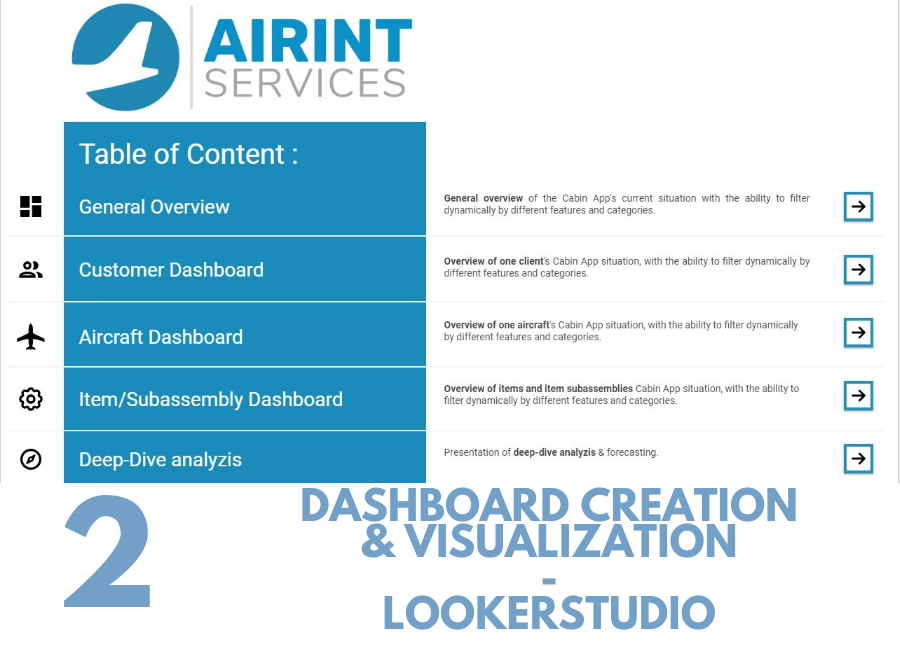 AIRINT
SERVICES
Table of Content :
General Overview
General overview of the Cabin App's current situation with the ability to filter
dynamically by different features and categories.
Customer Dashboard
Overview of one client's Cabin App situation, with the ability to filter dynamically by
different features and categories.
Aircraft Dashboard
Overview of one aircraft's Cabin App situation, with the ability to filter dynamically
by different features and categories.
Item/Subassembly Dashboard
Overview of items and item subassemblies Cabin App situation, with the ability to
filter dynamically by different features and categories.
Deep-Dive analyzis
Presentation of deep-dive analyzis & forecasting.
2
DASHBOARD CREATION
& VISUALIZATION
-
LOOKERSTUDIO